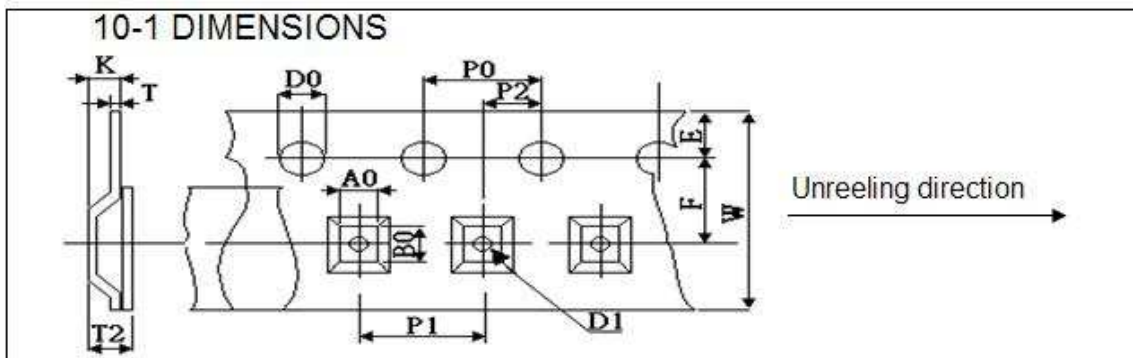 10-1 DIMENSIONS
K
T
D0
P0
P2
E
F
W
A0
B0
Unreeling direction
T2
P1
D1